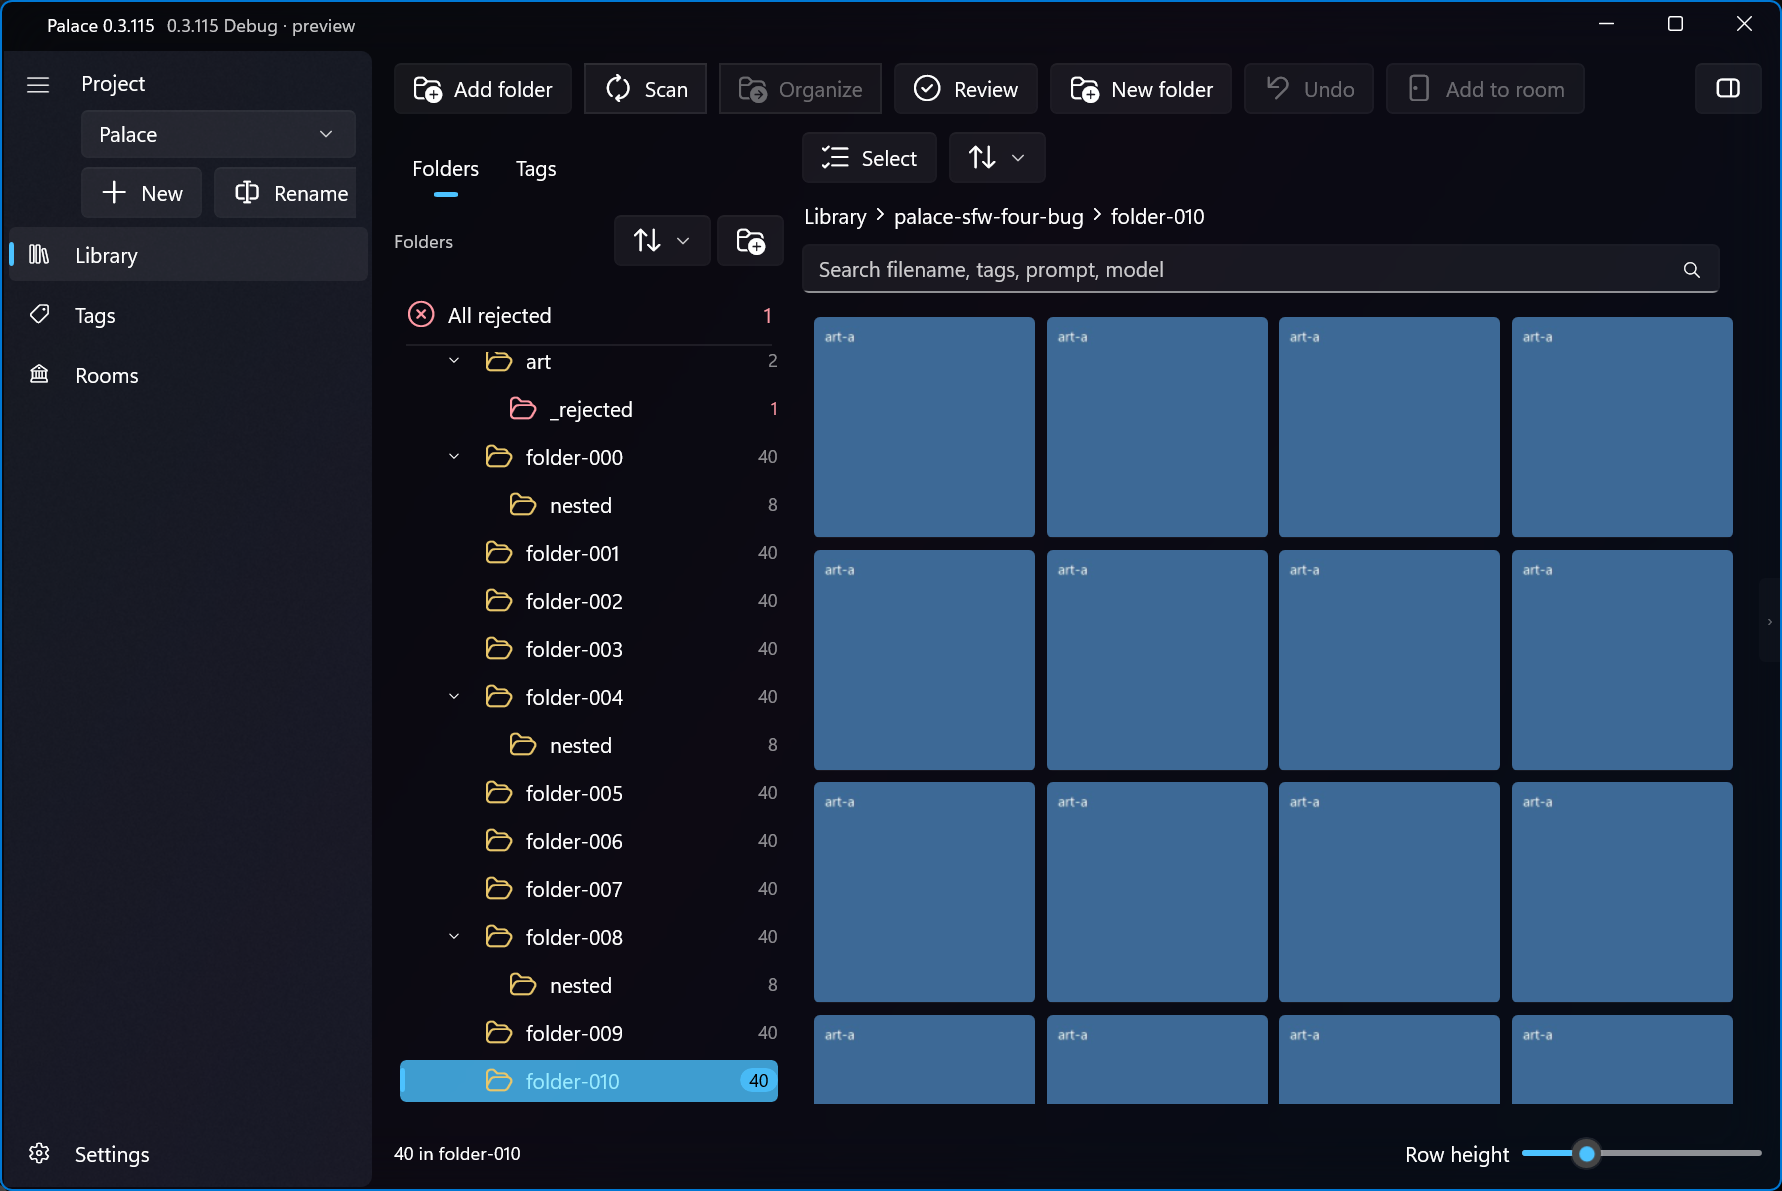 Palace 0.3.115 0.3.115 Debug · preview
Project
Palace
New Rename
Library
Tags
Rooms
Settings
Add folder Scan Organize Review New folder Undo Add to room
Folders Tags
Folders
All rejected 1
art 2
_rejected 1
folder-000 40
nested 8
folder-001 40
folder-002 40
folder-003 40
folder-004 40
nested 8
folder-005 40
folder-006 40
folder-007 40
folder-008 40
nested 8
folder-009 40
folder-010 40
Select
Library > palace-sfw-four-bug > folder-010
Search filename, tags, prompt, model
art-a art-a art-a art-a
art-a art-a art-a art-a
art-a art-a art-a art-a
art-a art-a art-a art-a
40 in folder-010
Row height